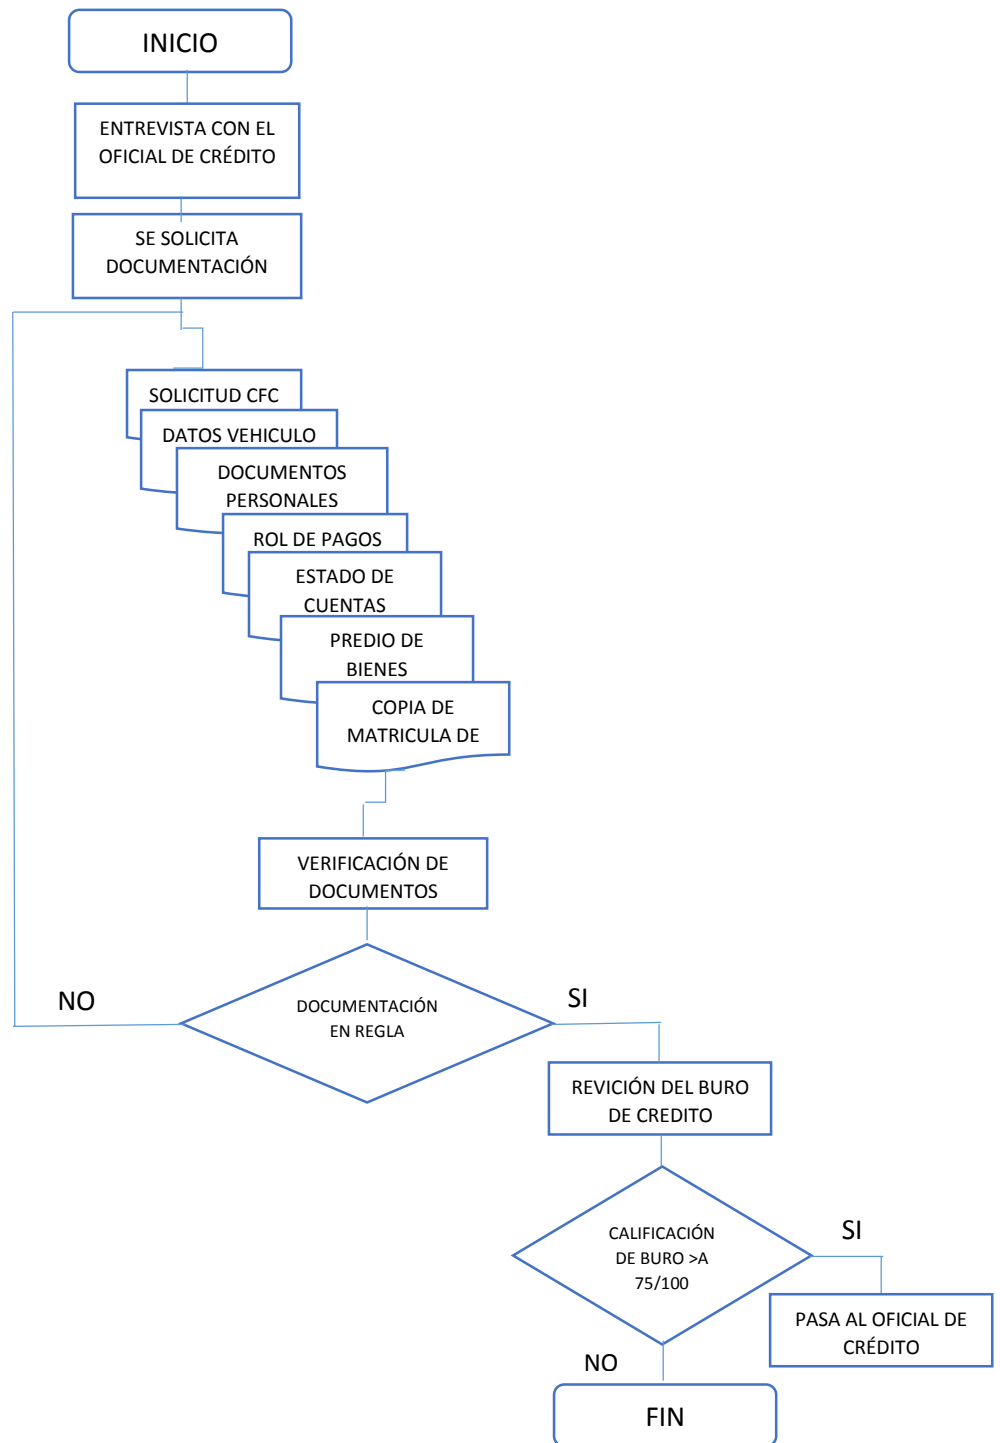 INICIO
ENTREVISTA CON EL
OFICIAL DE CRÉDITO
SE SOLICITA
DOCUMENTACIÓN
SOLICITUD CFC
DATOS VEHICULO
DOCUMENTOS
PERSONALES
ROL DE PAGOS
ESTADO DE
CUENTAS
PREDIO DE
BIENES
COPIA DE
MATRICULA DE
VERIFICACIÓN DE
DOCUMENTOS
NO
DOCUMENTACIÓN
EN REGLA
SI
REVICIÓN DEL BURO
DE CREDITO
CALIFICACIÓN
DE BURO >A
75/100
SI
PASA AL OFICIAL DE
CRÉDITO
NO
FIN